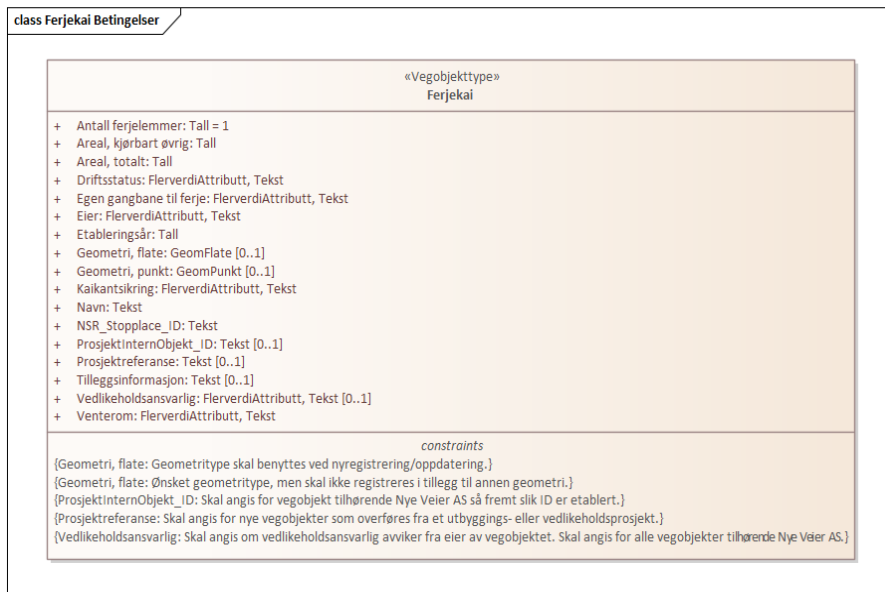 class Ferjekai Betingelser
«Vegobjekttype»
Ferjekai
+ Antall ferjelemmer: Tall = 1
+ Areal, kjørbart øvrig: Tall
+ Areal, totalt: Tall
+ Driftsstatus: FlerverdiAttributt, Tekst
+ Egen gangbane til ferje: FlerverdiAttributt, Tekst
+ Eier: FlerverdiAttributt, Tekst
+ Etableringsår: Tall
+ Geometri, flate: GeomFlate [0..1]
+ Geometri, punkt: GeomPunkt [0..1]
+ Kaikantsikring: FlerverdiAttributt, Tekst
+ Navn: Tekst
+ NSR_Stopplace_ID: Tekst
+ ProsjektInternObjekt_ID: Tekst [0..1]
+ Prosjektreferanse: Tekst [0..1]
+ Tilleggsinformasjon: Tekst [0..1]
+ Vedlikeholdsansvarlig: FlerverdiAttributt, Tekst [0..1]
+ Venterom: FlerverdiAttributt, Tekst
constraints
{Geometri, flate: Geometritype skal benyttes ved nyregistrering/oppdatering.}
{Geometri, flate: Ønsket geometritype, men skal ikke registreres i tillegg til annen geometri.}
{ProsjektInternObjekt_ID: Skal angis for vegobjekt tilhørende Nye Veier AS så fremt slik ID er etablert.}
{Prosjektreferanse: Skal angis for nye vegobjekter som overføres fra et utbyggings- eller vedlikeholdsprosjekt.}
{Vedlikeholdsansvarlig: Skal angis om vedlikeholdsansvarlig avviker fra eier av vegobjektet. Skal angis for alle vegobjekter tilhørende Nye Veier AS.}